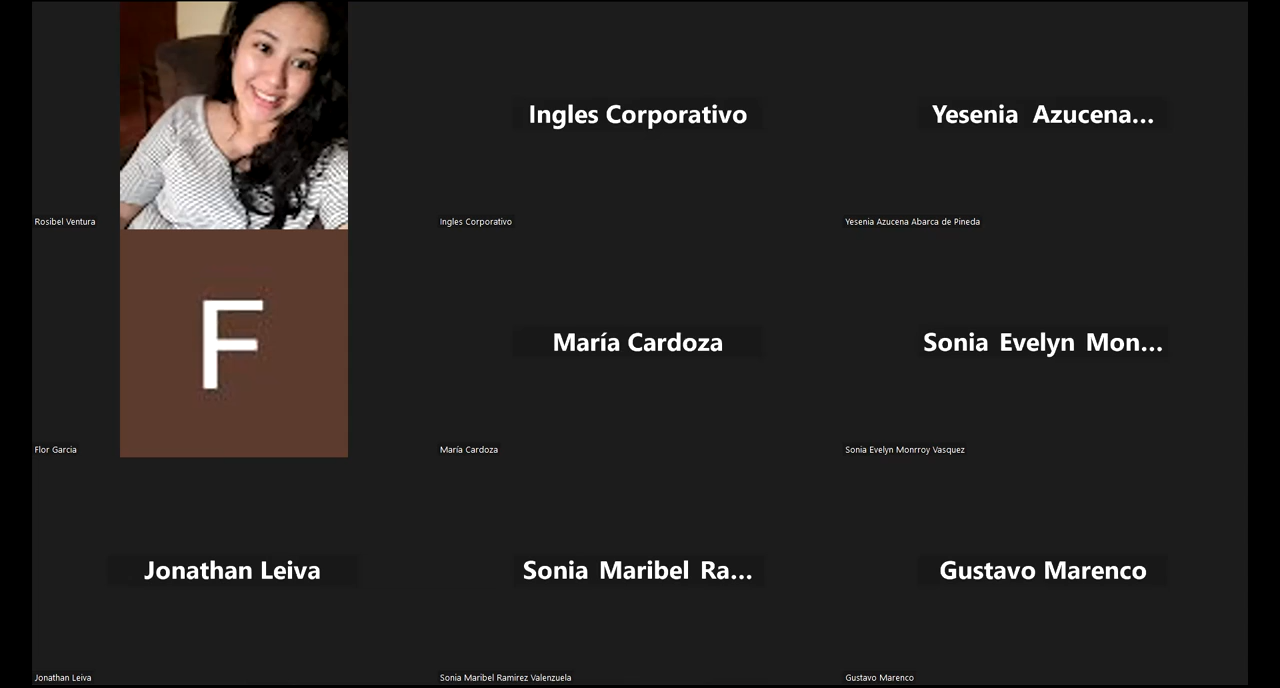 Ingles Corporativo
Yesenia Azucena...
Rosibel Ventura
Ingles Corporativo
Yesenia Azucena Abarca de Pineda
F
María Cardoza
Sonia Evelyn Mon...
Flor Garcia
María Cardoza
Sonia Evelyn Monrroy Vasquez
Jonathan Leiva
Sonia Maribel Ra...
Gustavo Marenco
Jonathan Leiva
Sonia Maribel Ramirez Valenzuela
Gustavo Marenco